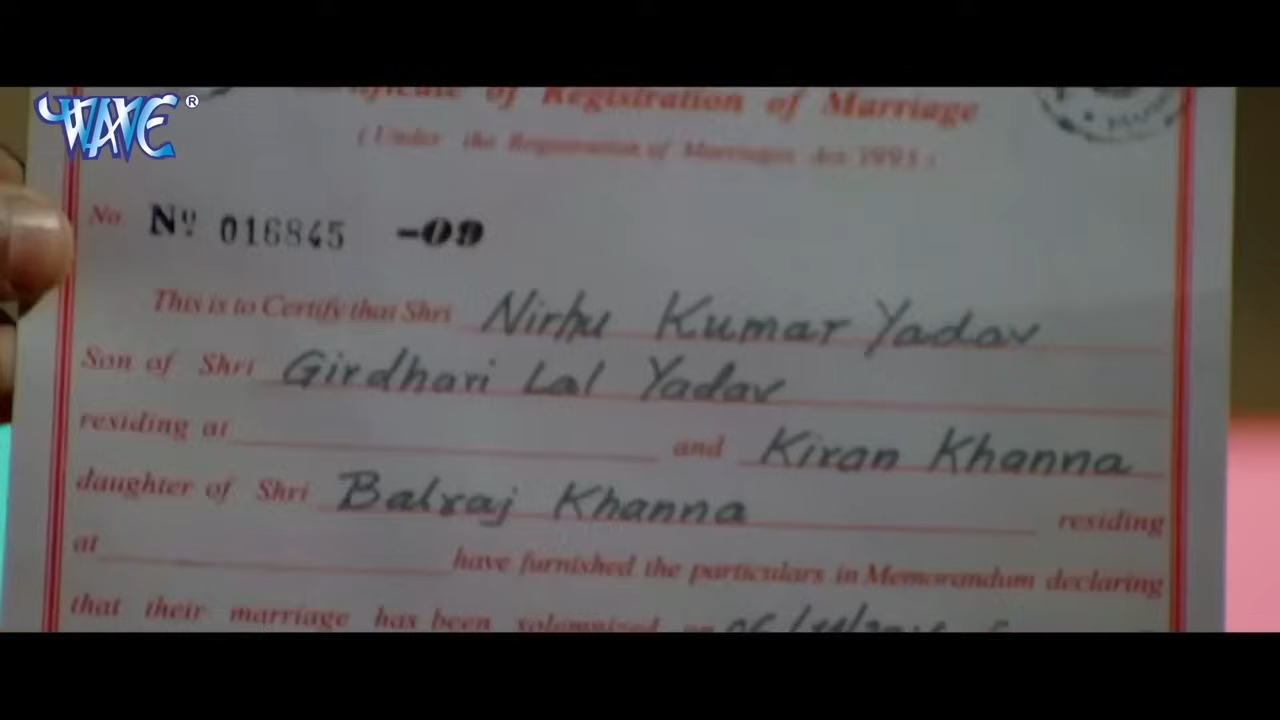 WAVE®
of Registration of Marriage
(Under the Registration of Marriages Act
No Nº 016845 -09
This is to Certify that Shri Nirhu Kumar Yadav
Son of Shri Girdhari Lal Yadav
residing at and Kiran Khanna
daughter of Shri Balraj Khanna residing
at have furnished the particulars in Memorandum declaring
that their marriage has been solemnized on